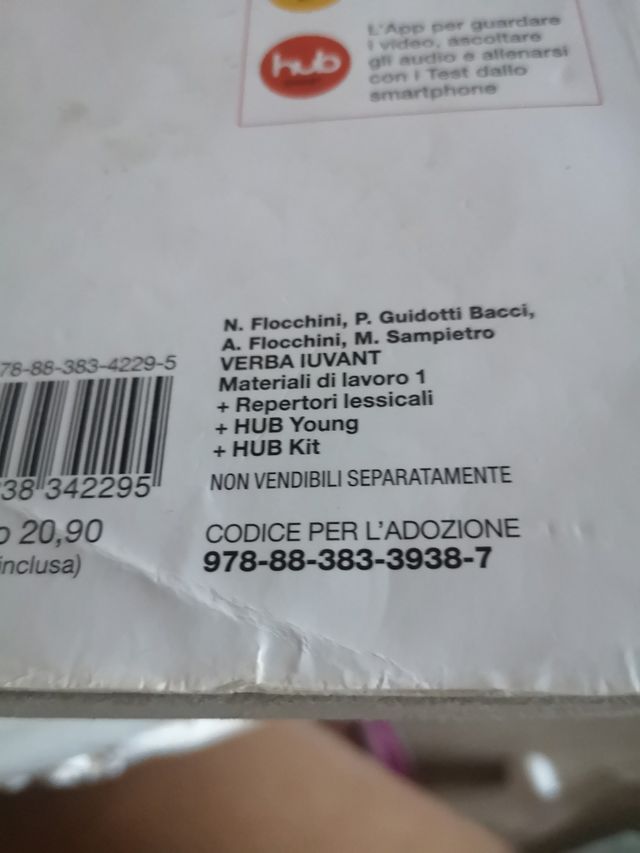 hub
L'App per guardare
i video, ascoltare
gli audio e allenarsi
con i Test dallo
smartphone
N. Flocchini, P. Guidotti Bacci,
A. Flocchini, M. Sampietro
VERBA IUVANT
Materiali di lavoro 1
+ Repertori lessicali
+ HUB Young
+ HUB Kit
NON VENDIBILI SEPARATAMENTE
CODICE PER L'ADOZIONE
978-88-383-3938-7
78-88-383-4229-5
38 342295
o 20,90
inclusa)